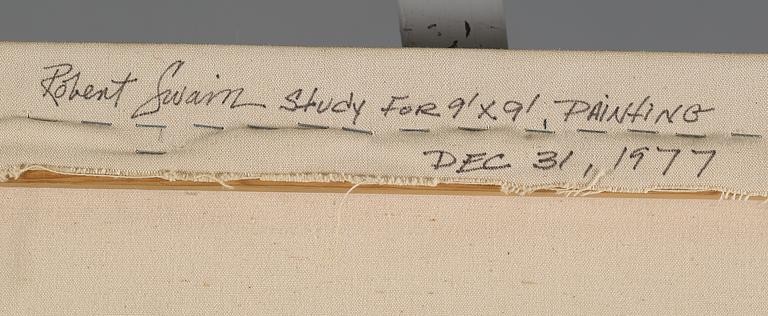 Robert Swain Study FOR 9'X9' PAINTING
DEC 31, 1977